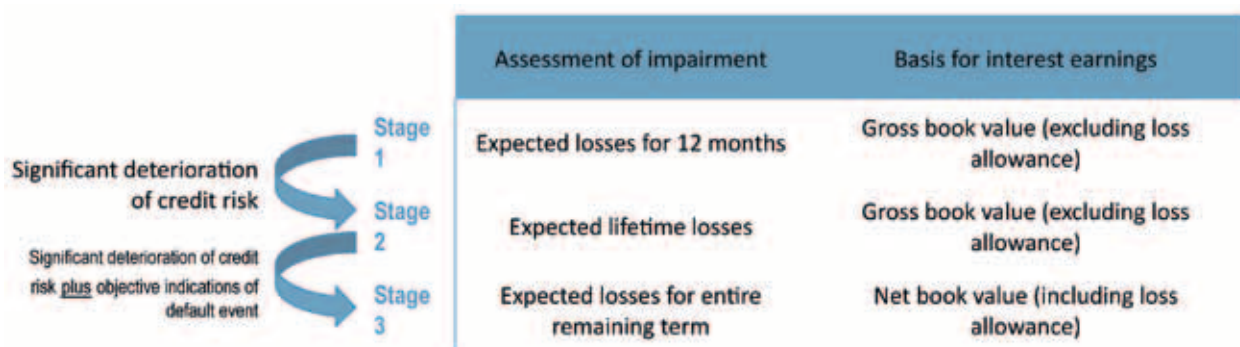 Assessment of impairment
Basis for interest earnings
Significant deterioration
of credit risk
Stage
1
Expected losses for 12 months
Gross book value (excluding loss
allowance)
Stage
2
Expected lifetime losses
Gross book value (excluding loss
allowance)
Significant deterioration of credit
risk plus objective indications of
default event
Stage
3
Expected losses for entire
remaining term
Net book value (including loss
allowance)